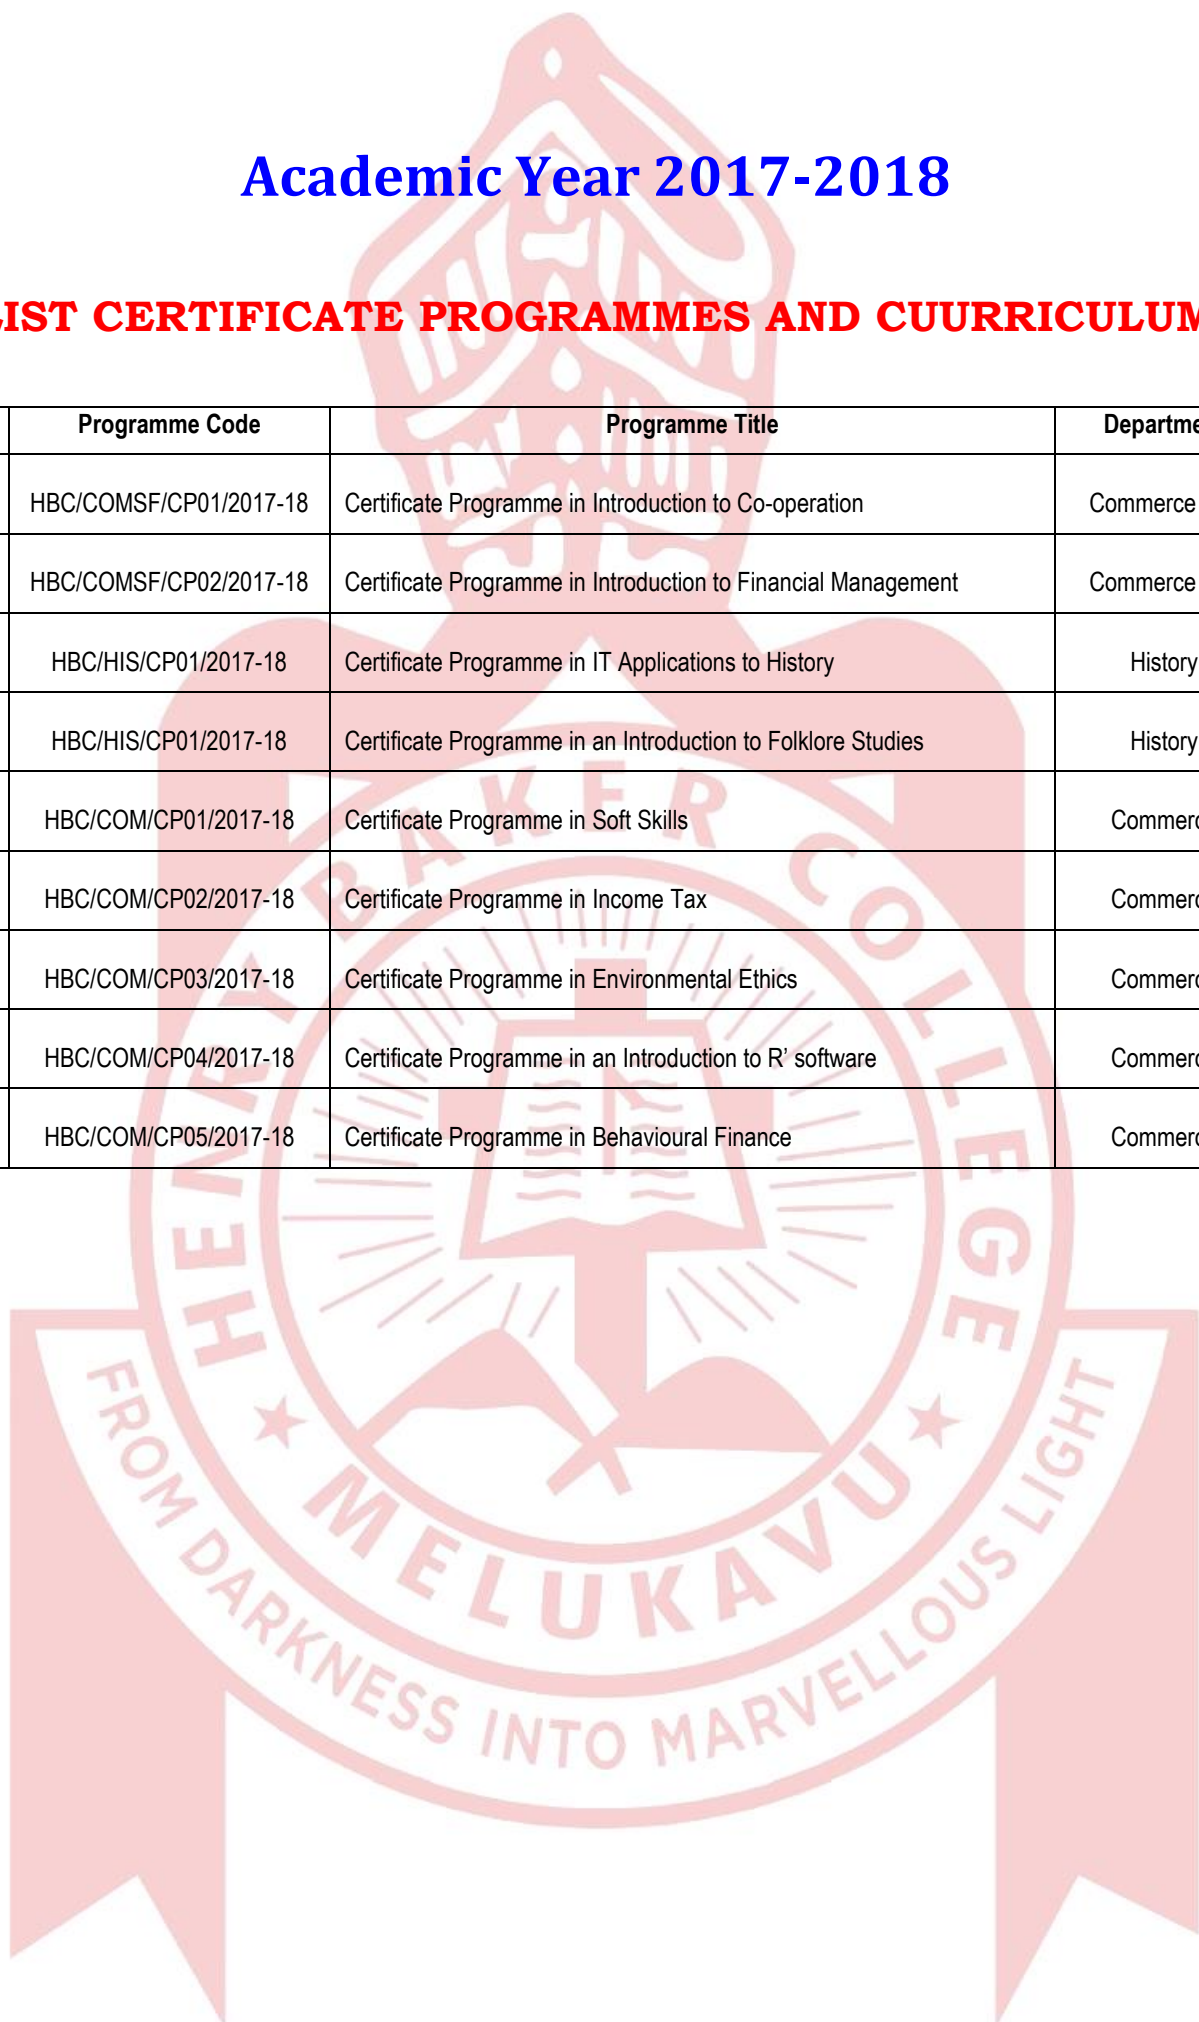 Academic Year 2017-2018
LIST CERTIFICATE PROGRAMMES AND CUURRICULUM
Programme Code Programme Title Departme
HBC/COMSF/CP01/2017-18 Certificate Programme in Introduction to Co-operation Commerce
HBC/COMSF/CP02/2017-18 Certificate Programme in Introduction to Financial Management Commerce
HBC/HIS/CP01/2017-18 Certificate Programme in IT Applications to History History
HBC/HIS/CP01/2017-18 Certificate Programme in an Introduction to Folklore Studies History
HBC/COM/CP01/2017-18 Certificate Programme in Soft Skills Commerc
HBC/COM/CP02/2017-18 Certificate Programme in Income Tax Commerc
HBC/COM/CP03/2017-18 Certificate Programme in Environmental Ethics Commerc
HBC/COM/CP04/2017-18 Certificate Programme in an Introduction to R’ software Commerc
HBC/COM/CP05/2017-18 Certificate Programme in Behavioural Finance Commerc
HENRY BAKER COLLEGE
MELUKAVU
FROM DARKNESS INTO MARVELLOUS LIGHT